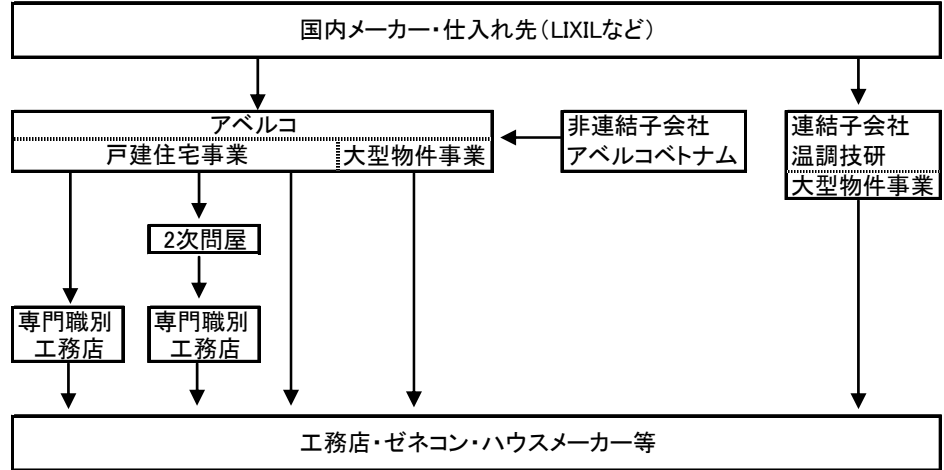 国内メーカー・仕入れ先（LIXILなど）
アベルコ
戸建住宅事業
大型物件事業
非連結子会社
アベルコベトナム
連結子会社
温調技研
大型物件事業
2次問屋
専門職別
工務店
専門職別
工務店
工務店・ゼネコン・ハウスメーカー等